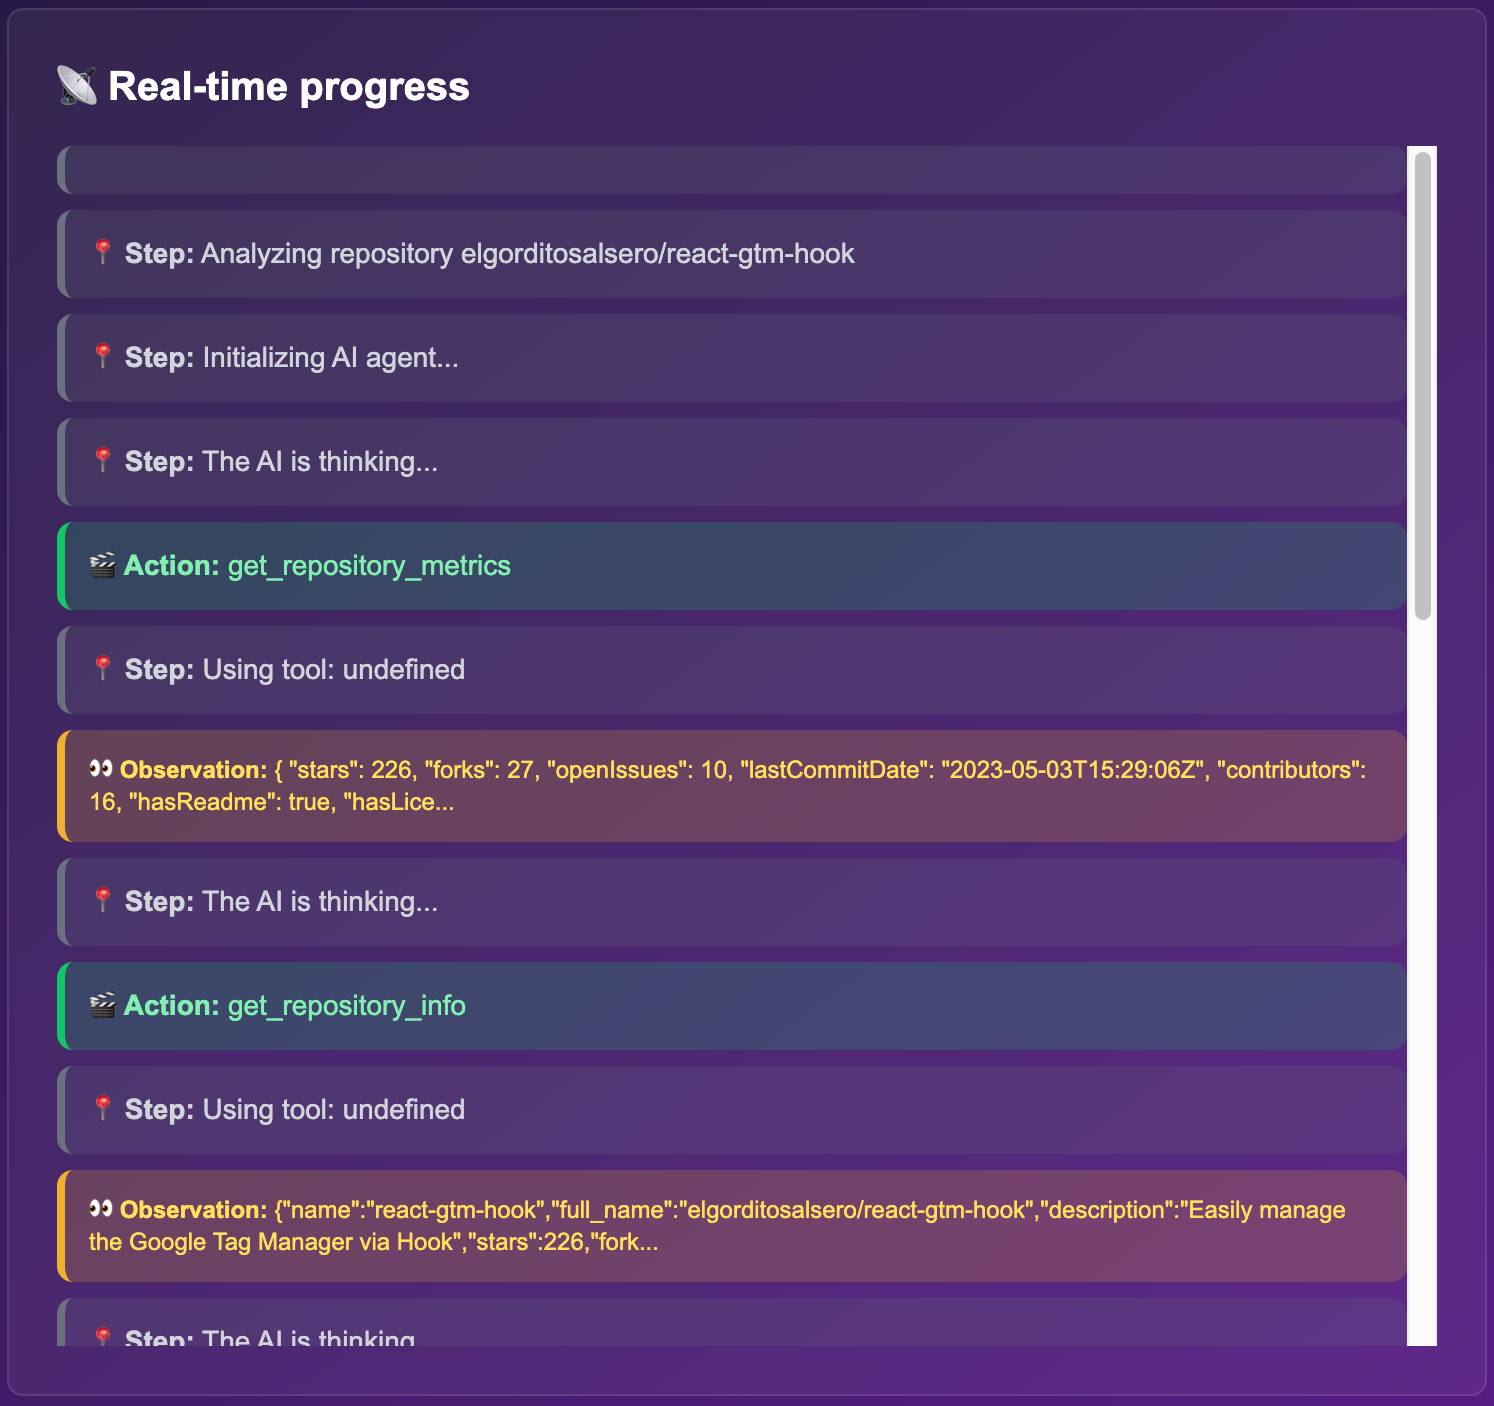 Real-time progress
Step: Analyzing repository elgorditosalsero/react-gtm-hook
Step: Initializing AI agent...
Step: The AI is thinking...
Action: get_repository_metrics
Step: Using tool: undefined
Observation: { "stars": 226, "forks": 27, "openIssues": 10, "lastCommitDate": "2023-05-03T15:29:06Z", "contributors":
16, "hasReadme": true, "hasLice...
Step: The AI is thinking...
Action: get_repository_info
Step: Using tool: undefined
Observation: {"name":"react-gtm-hook","full_name":"elgorditosalsero/react-gtm-hook","description":"Easily manage
the Google Tag Manager via Hook","stars":226,"fork...
Step: The AI is thinking